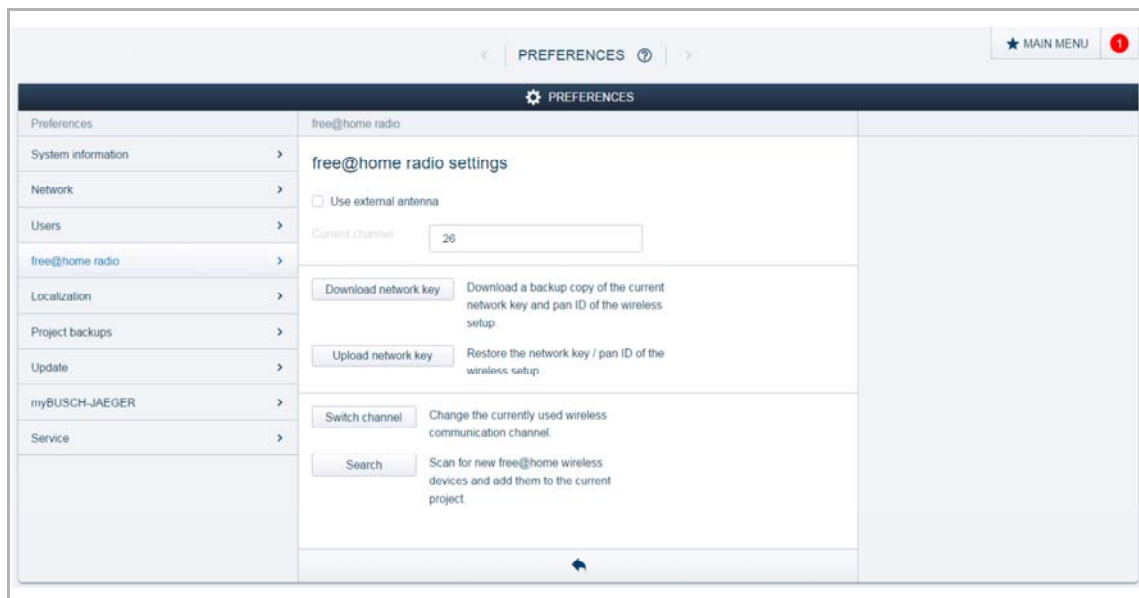 PREFERENCES
MAIN MENU
1
PREFERENCES
Preferences
free@home radio
System information
Network
Users
free@home radio
Localization
Project backups
Update
myBUSCH-JAEGER
Service
free@home radio settings
Use external antenna
Current channel
26
Download network key
Download a backup copy of the current
network key and pan ID of the wireless
setup.
Upload network key
Restore the network key / pan ID of the
wireless setup.
Switch channel
Change the currently used wireless
communication channel.
Search
Scan for new free@home wireless
devices and add them to the current
project.